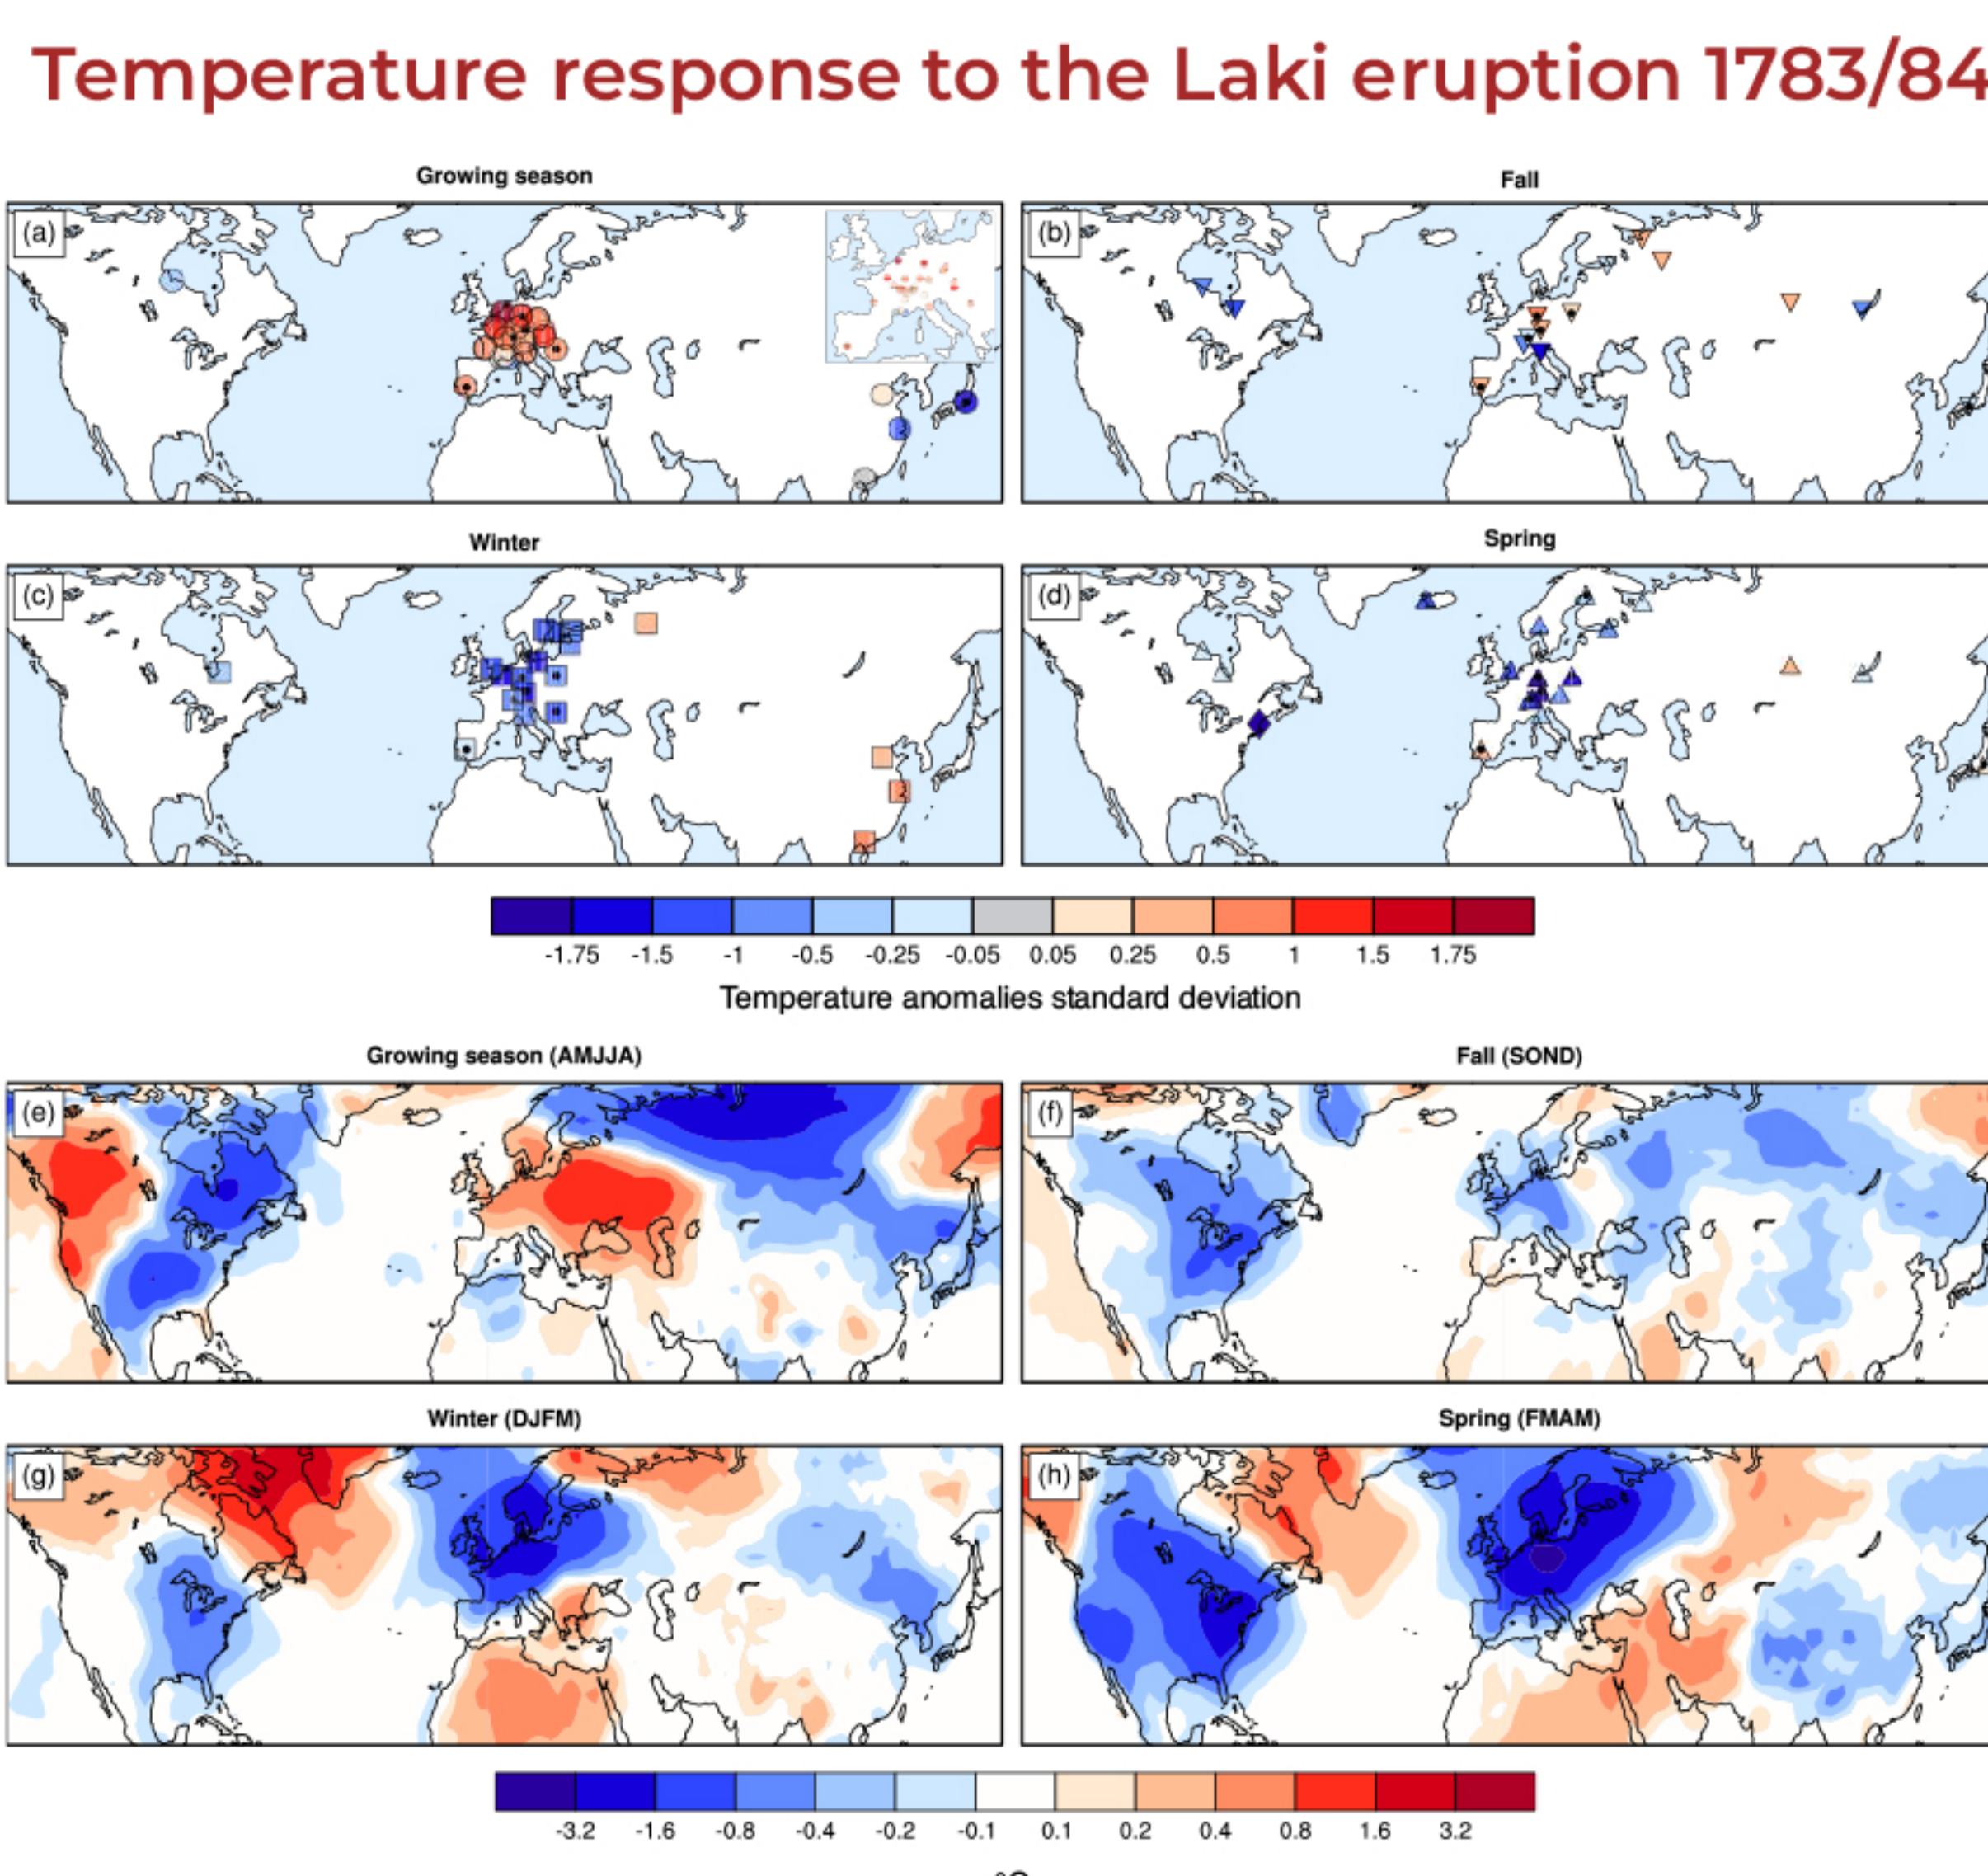 Temperature response to the Laki eruption 1783/84
Growing season
Fall
(a)
(b)
Winter
Spring
(c)
(d)
-1.75 -1.5 -1 -0.5 -0.25 -0.05 0.05 0.25 0.5 1 1.5 1.75
Temperature anomalies standard deviation
Growing season (AMJJA)
Fall (SOND)
(e)
(f)
Winter (DJFM)
Spring (FMAM)
(g)
(h)
-3.2 -1.6 -0.8 -0.4 -0.2 -0.1 0.1 0.2 0.4 0.8 1.6 3.2